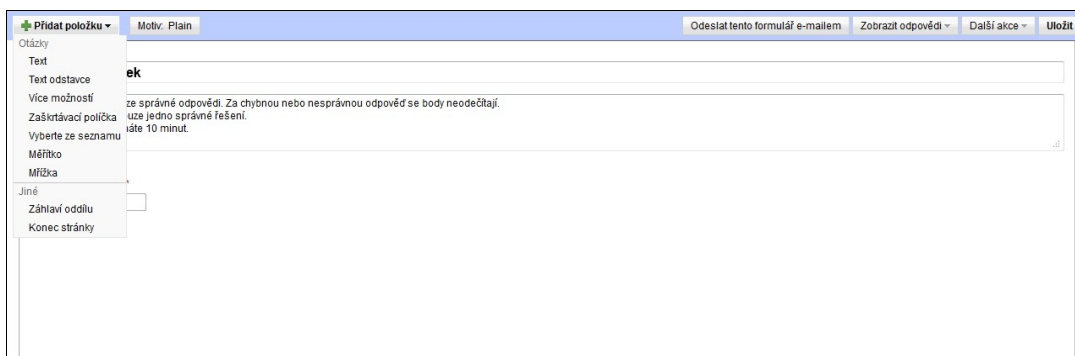 Přidat položku Motiv: Plain Odeslat tento formulář e-mailem Zobrazit odpovědi Další akce Uložit
Otázky
Text
Text odstavce
Více možností
Zaškrtávací políčka
Vyberte ze seznamu
Měřítko
Mřížka
Jiné
Záhlaví oddílu
Konec stránky
ek
ze správné odpovědi. Za chybnou nebo nesprávnou odpověď se body neodečítají.
uze jedno správné řešení.
áte 10 minut.
*